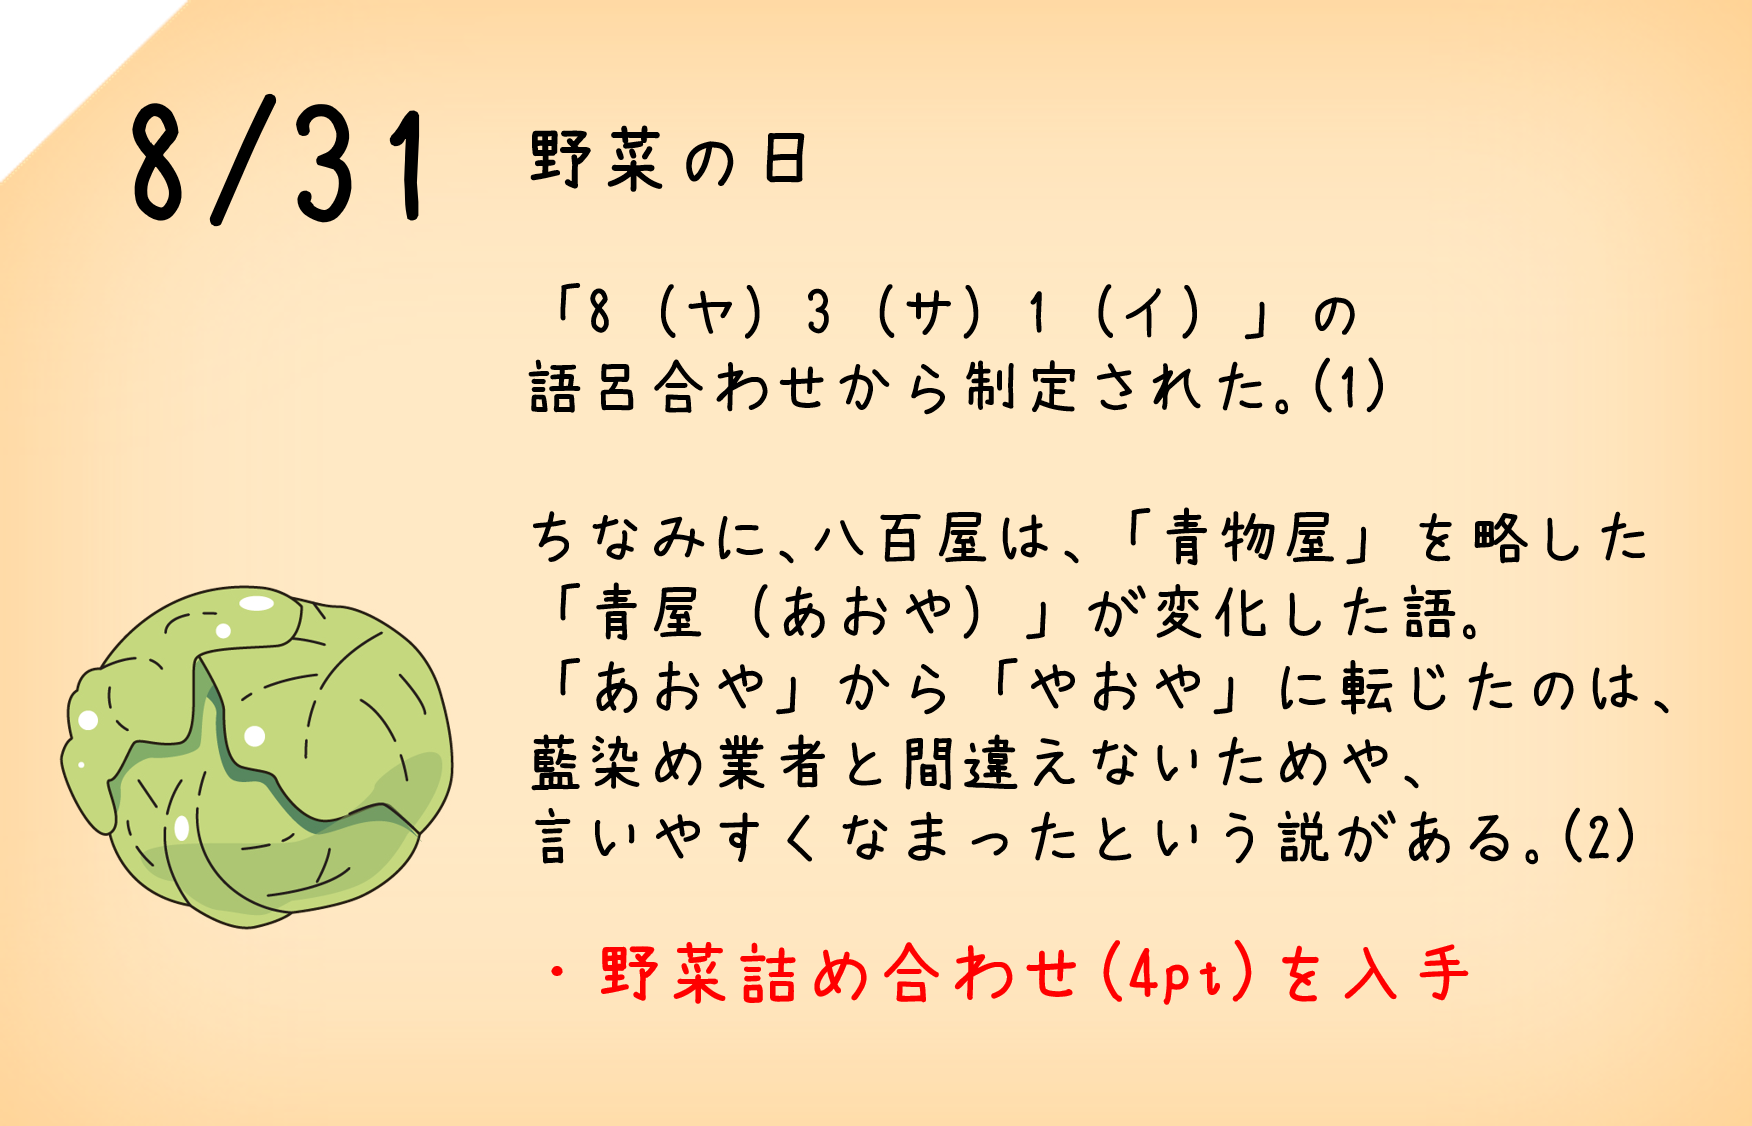 8/31
野菜の日
「8（ヤ）3（サ）1（イ）」の
語呂合わせから制定された。(1)
ちなみに、八百屋は、「青物屋」を略した
「青屋（あおや）」が変化した語。
「あおや」から「やおや」に転じたのは、
藍染め業者と間違えないためや、
言いやすくなまったという説がある。(2)
・野菜詰め合わせ(4pt)を入手